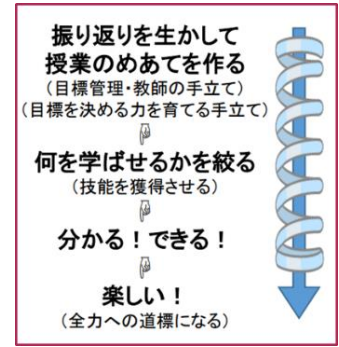 振り返りを生かして
授業のめあてを作る
(目標管理・教師の手立て)
(目標を決める力を育てる手立て)
何を学ばせるかを絞る
(技能を獲得させる)
分かる!できる!
楽しい!
(全力への道標になる)